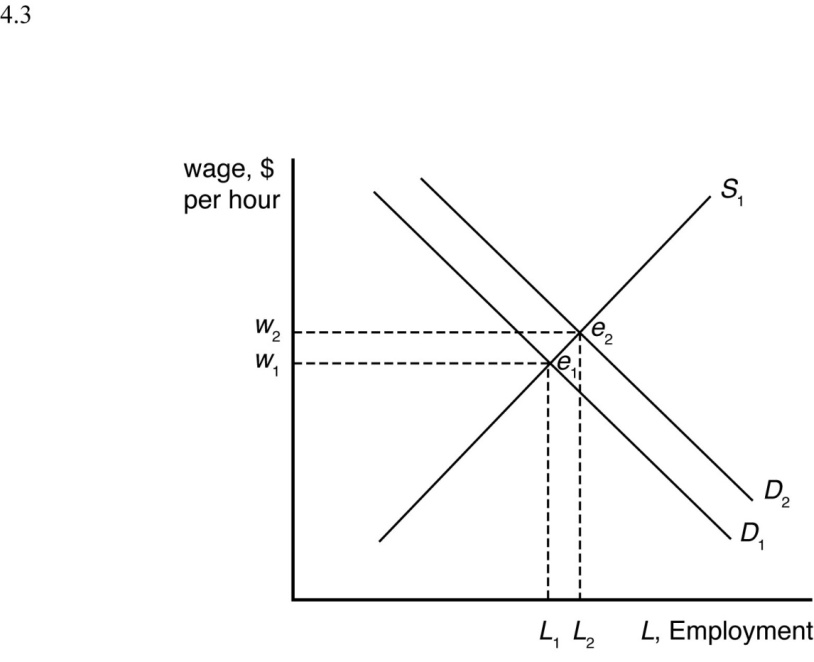 4.3
wage, $
per hour
S₁
w₂
e₂
w₁
e₁
D₂
D₁
L₁ L₂ L, Employment